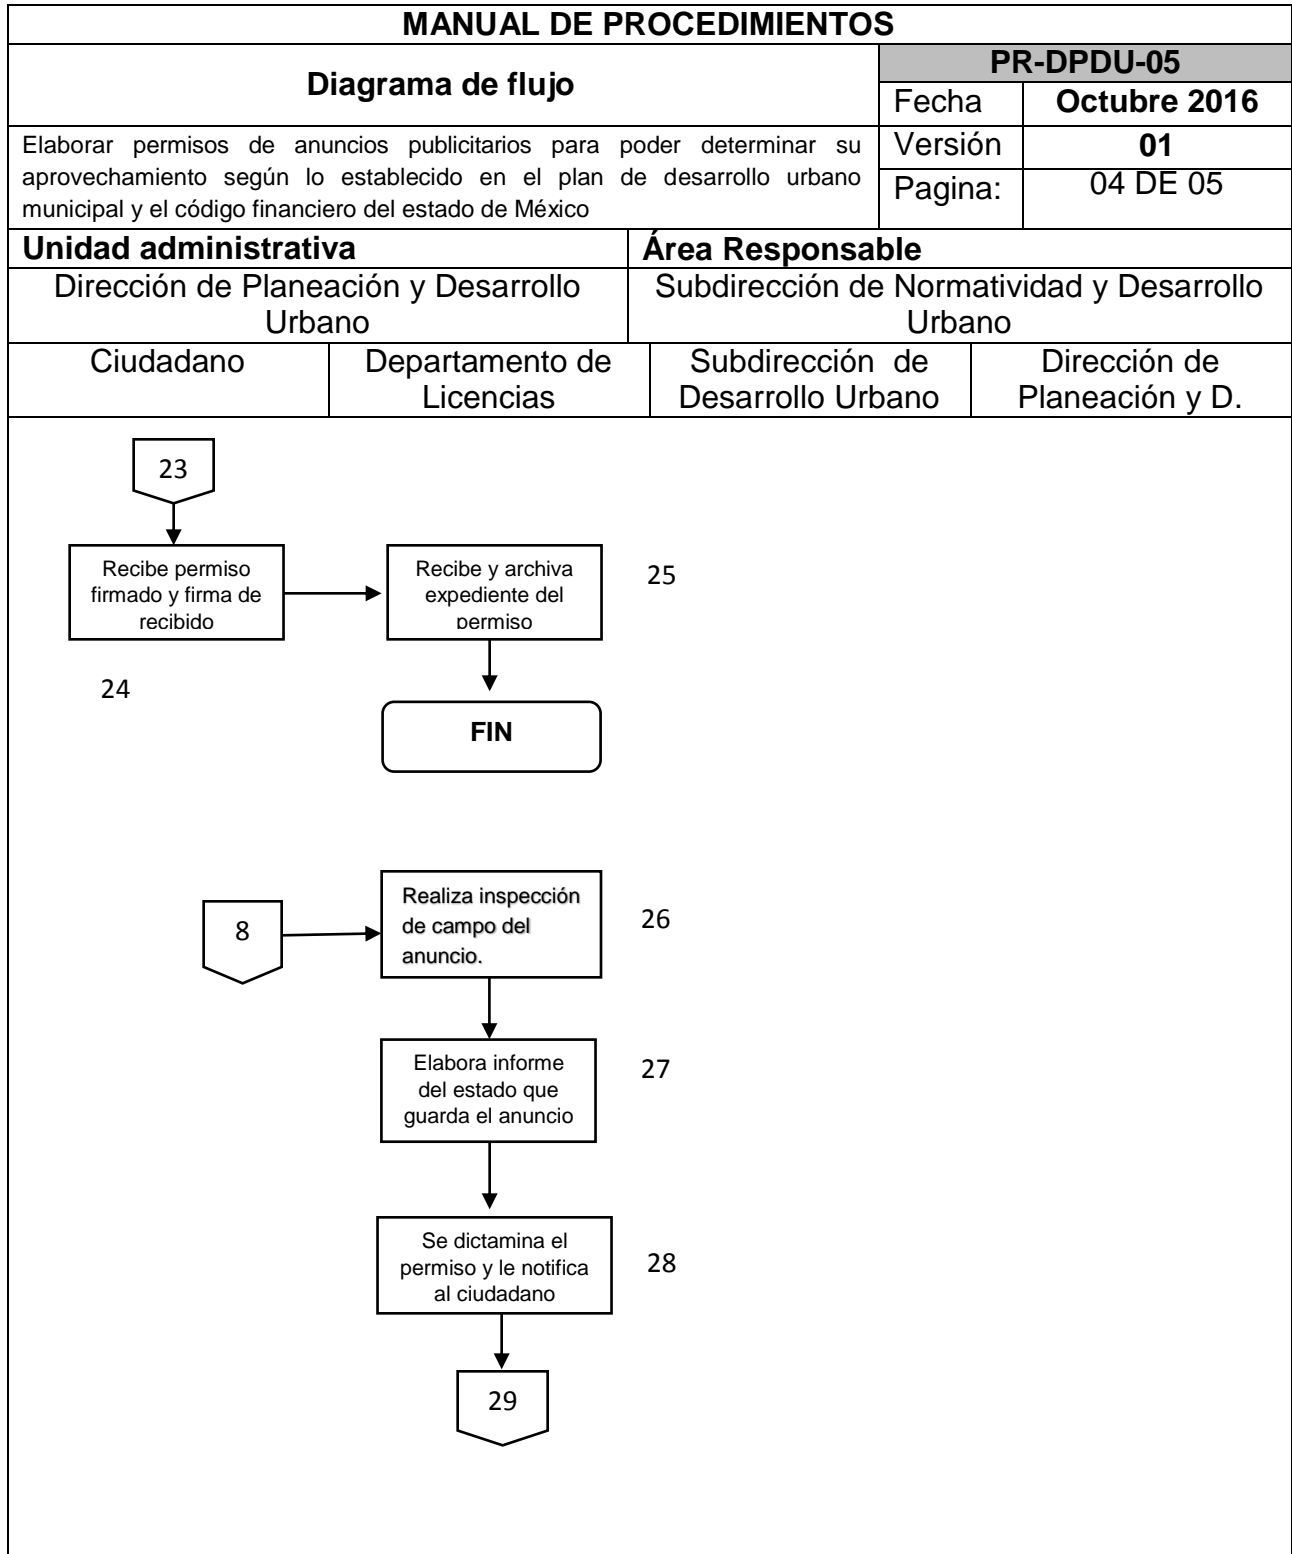 MANUAL DE PROCEDIMIENTOS
Diagrama de flujo
PR-DPDU-05
Fecha
Octubre 2016
Elaborar permisos de anuncios publicitarios para poder determinar su
aprovechamiento según lo establecido en el plan de desarrollo urbano
municipal y el código financiero del estado de México
Versión
01
Pagina:
04 DE 05
Unidad administrativa
Área Responsable
Dirección de Planeación y Desarrollo
Urbano
Subdirección de Normatividad y Desarrollo
Urbano
Ciudadano
Departamento de
Licencias
Subdirección de
Desarrollo Urbano
Dirección de
Planeación y D.
23
Recibe permiso
firmado y firma de
recibido
Recibe y archiva
expediente del
permiso
25
24
FIN
8
Realiza inspección
de campo del
anuncio.
26
Elabora informe
del estado que
guarda el anuncio
27
Se dictamina el
permiso y le notifica
al ciudadano
28
29